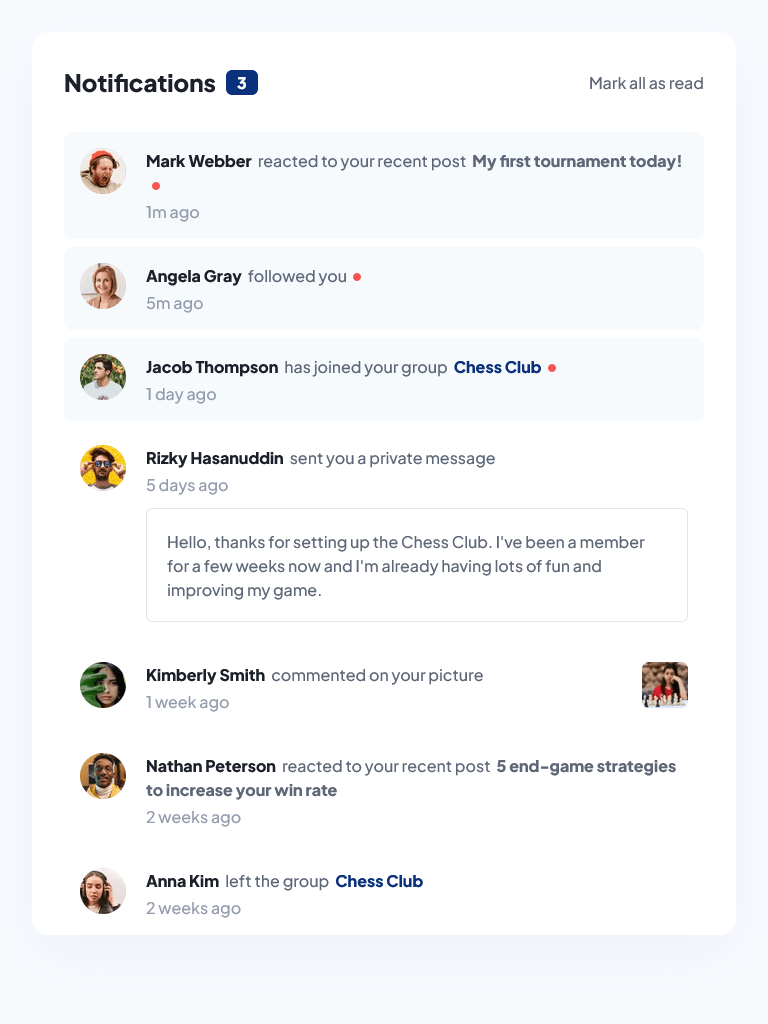 Notifications 3 Mark all as read
Mark Webber reacted to your recent post My first tournament today!
1m ago
Angela Gray followed you
5m ago
Jacob Thompson has joined your group Chess Club
1 day ago
Rizky Hasanuddin sent you a private message
5 days ago
Hello, thanks for setting up the Chess Club. I've been a member
for a few weeks now and I'm already having lots of fun and
improving my game.
Kimberly Smith commented on your picture
1 week ago
Nathan Peterson reacted to your recent post 5 end-game strategies
to increase your win rate
2 weeks ago
Anna Kim left the group Chess Club
2 weeks ago